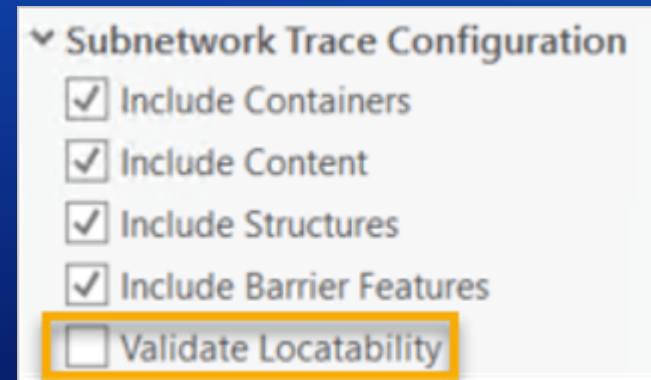 Subnetwork Trace Configuration
Include Containers
Include Content
Include Structures
Include Barrier Features
Validate Locatability